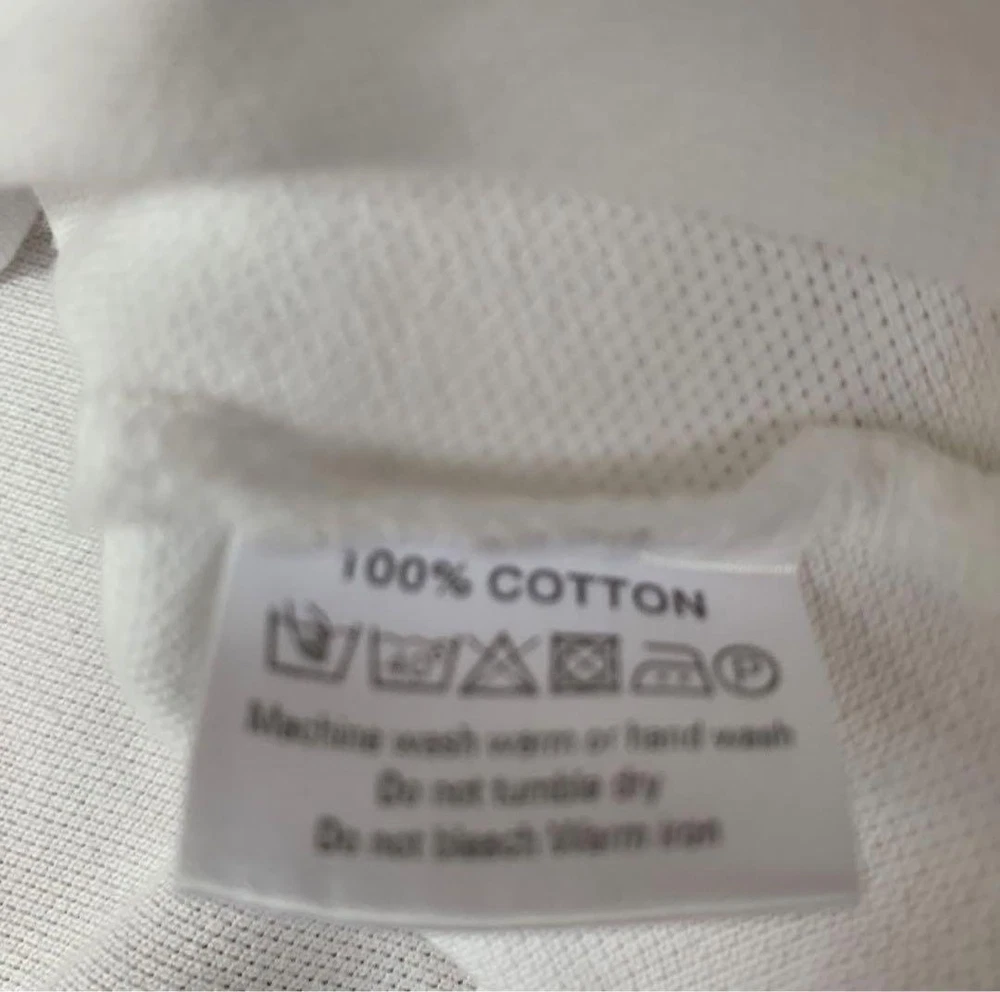 100% COTTON
P
Machine wash warm or hand wash
Do not tumble dry
Do not bleach Warm iron